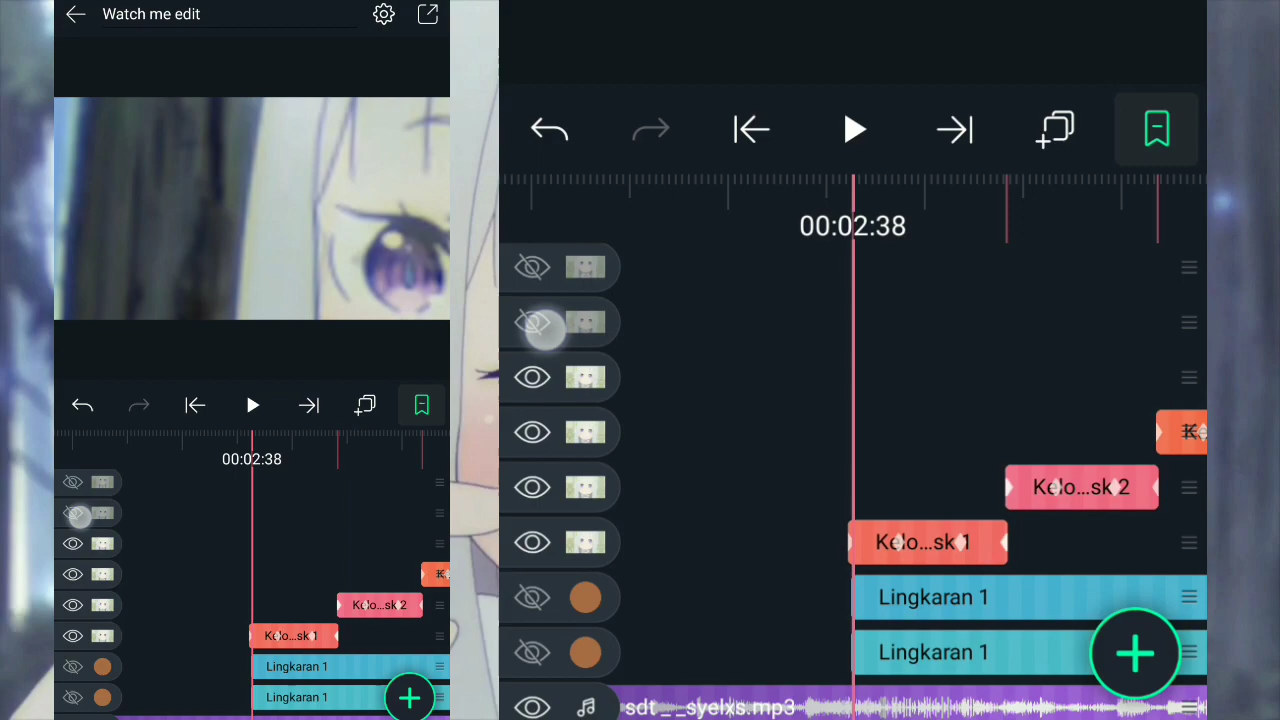 Watch me edit
00:02:38
Kelo...sk 2
Kelo...sk 1
Lingkaran 1
Lingkaran 1
00:02:38
Kelo...sk 2
Kelo...sk 1
Lingkaran 1
Lingkaran 1
sdt__syelxs.mp3